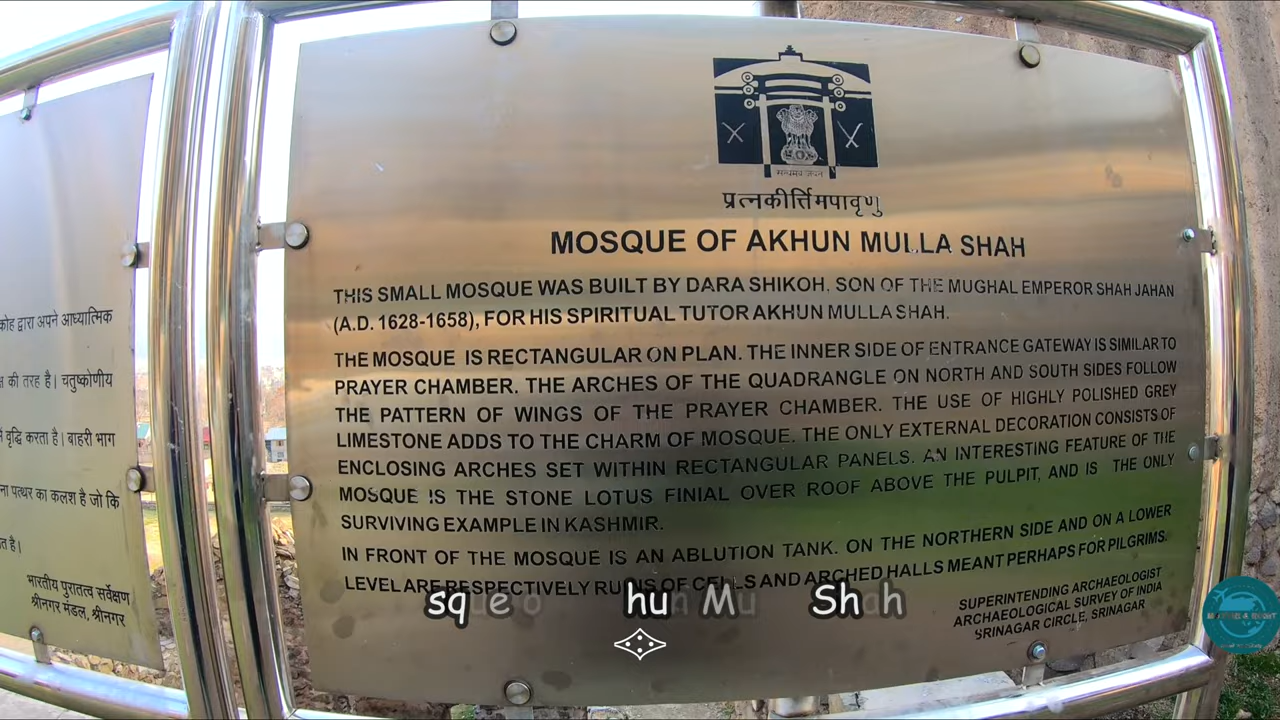 कोह द्वारा अपने आध्यात्मिक
की तरह है। चतुष्कोणीय
वृद्धि करता है। बाहरी भाग
पत्थर का कलश है जो कि
है।
भारतीय पुरातत्व सर्वेक्षण
श्रीनगर मंडल, श्रीनगर
सत्यमेव जयते
प्रत्नकीर्त्तिमपावृणु
MOSQUE OF AKHUN MULLA SHAH
THIS SMALL MOSQUE WAS BUILT BY DARA SHIKOH, SON OF THE MUGHAL EMPEROR SHAH JAHAN
(A.D. 1628-1658), FOR HIS SPIRITUAL TUTOR AKHUN MULLA SHAH.
THE MOSQUE IS RECTANGULAR ON PLAN. THE INNER SIDE OF ENTRANCE GATEWAY IS SIMILAR TO
PRAYER CHAMBER. THE ARCHES OF THE QUADRANGLE ON NORTH AND SOUTH SIDES FOLLOW
THE PATTERN OF WINGS OF THE PRAYER CHAMBER. THE USE OF HIGHLY POLISHED GREY
LIMESTONE ADDS TO THE CHARM OF MOSQUE. THE ONLY EXTERNAL DECORATION CONSISTS OF
ENCLOSING ARCHES SET WITHIN RECTANGULAR PANELS. AN INTERESTING FEATURE OF THE
MOSQUE IS THE STONE LOTUS FINIAL OVER ROOF ABOVE THE PULPIT, AND IS THE ONLY
SURVIVING EXAMPLE IN KASHMIR.
IN FRONT OF THE MOSQUE IS AN ABLUTION TANK. ON THE NORTHERN SIDE AND ON A LOWER
LEVEL ARE RESPECTIVELY RUINS OF CELLS AND ARCHED HALLS MEANT PERHAPS FOR PILGRIMS.
SUPERINTENDING ARCHAEOLOGIST
ARCHAEOLOGICAL SURVEY OF INDIA
SRINAGAR CIRCLE, SRINAGAR
sque o hun Mu Shah